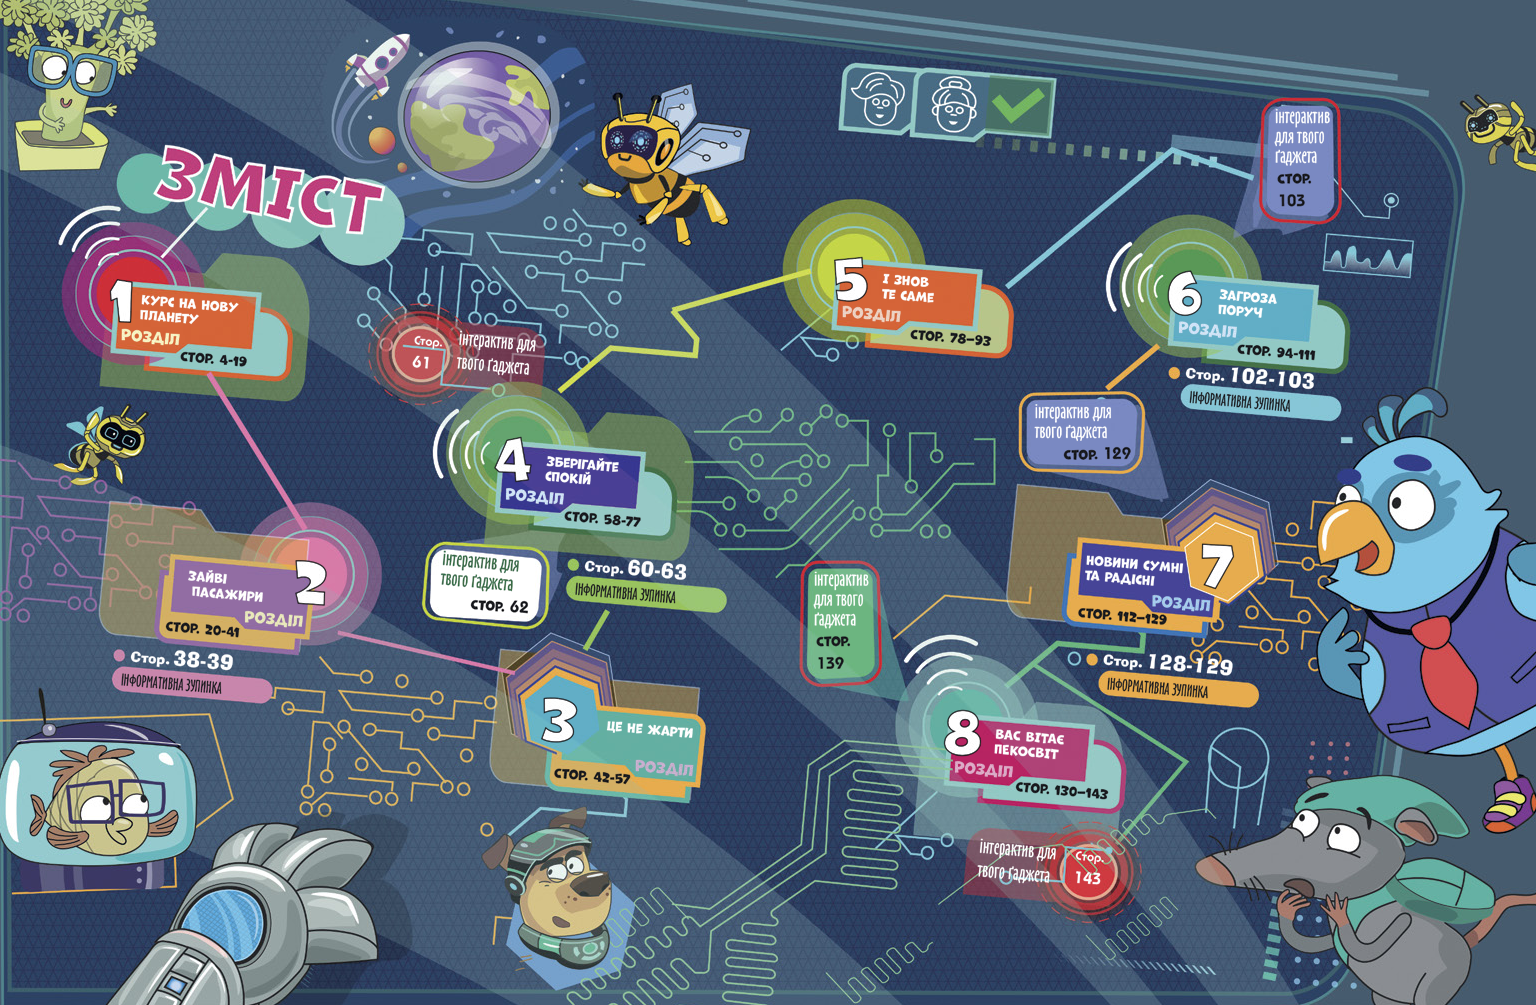 ЗМІСТ
1
КУРС НА НОВУ
ПЛАНЕТУ
РОЗДІЛ
СТОР. 4-19
2
ЗАЙВІ
ПАСАЖИРИ
РОЗДІЛ
СТОР. 20-41
Стор. 38-39
ІНФОРМАТИВНА ЗУПИНКА
3
ЦЕ НЕ ЖАРТИ
РОЗДІЛ
СТОР. 42-57
Стор.
61
інтерактив для
твого ґаджета
4
ЗБЕРІГАЙТЕ
СПОКІЙ
РОЗДІЛ
СТОР. 58-77
інтерактив для
твого ґаджета
СТОР. 62
Стор. 60-63
ІНФОРМАТИВНА ЗУПИНКА
5
І ЗНОВ
ТЕ САМЕ
РОЗДІЛ
СТОР. 78–93
інтерактив
для твого
ґаджета
СТОР.
103
6
ЗАГРОЗА
ПОРУЧ
РОЗДІЛ
СТОР. 94-111
Стор. 102-103
ІНФОРМАТИВНА ЗУПИНКА
інтерактив для
твого ґаджета
СТОР. 129
7
НОВИНИ СУМНІ
ТА РАДІСНІ
РОЗДІЛ
СТОР. 112–129
Стор. 128-129
ІНФОРМАТИВНА ЗУПИНКА
інтерактив
для твого
ґаджета
СТОР.
139
8
ВАС ВІТАЄ
ПЕКОСВІТ
РОЗДІЛ
СТОР. 130–143
інтерактив для
твого ґаджета
Стор.
143